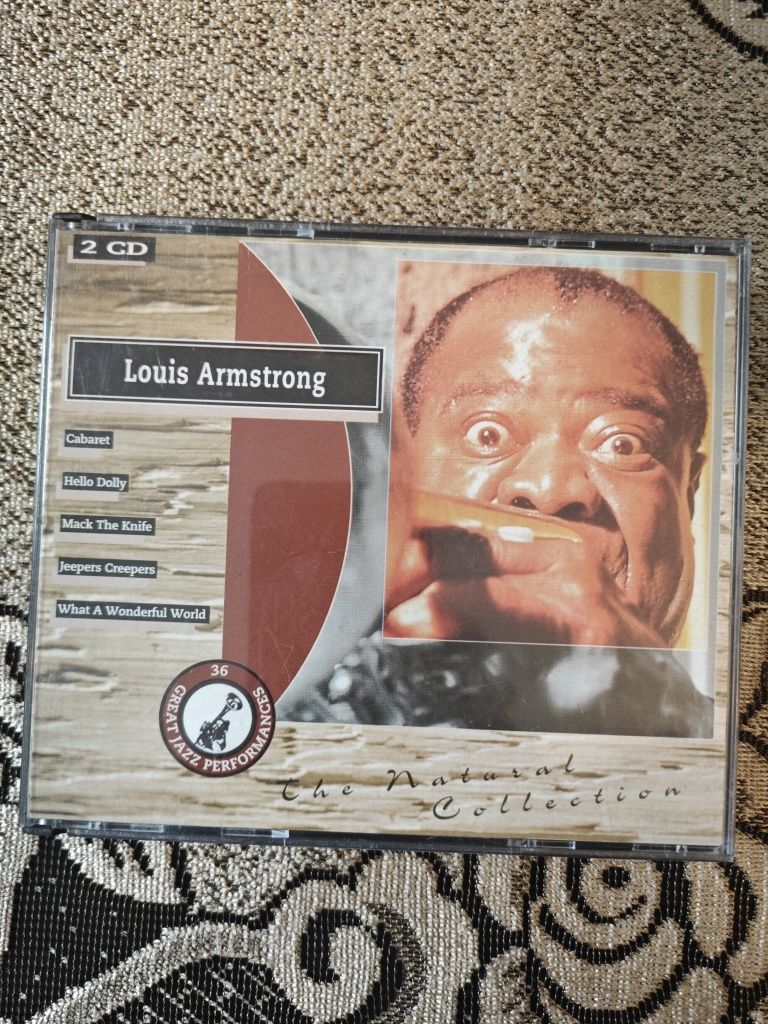 2 CD
Louis Armstrong
Cabaret
Hello Dolly
Mack The Knife
Jeepers Creepers
What A Wonderful World
36
GREAT JAZZ PERFORMANCES
The Natural
Collection